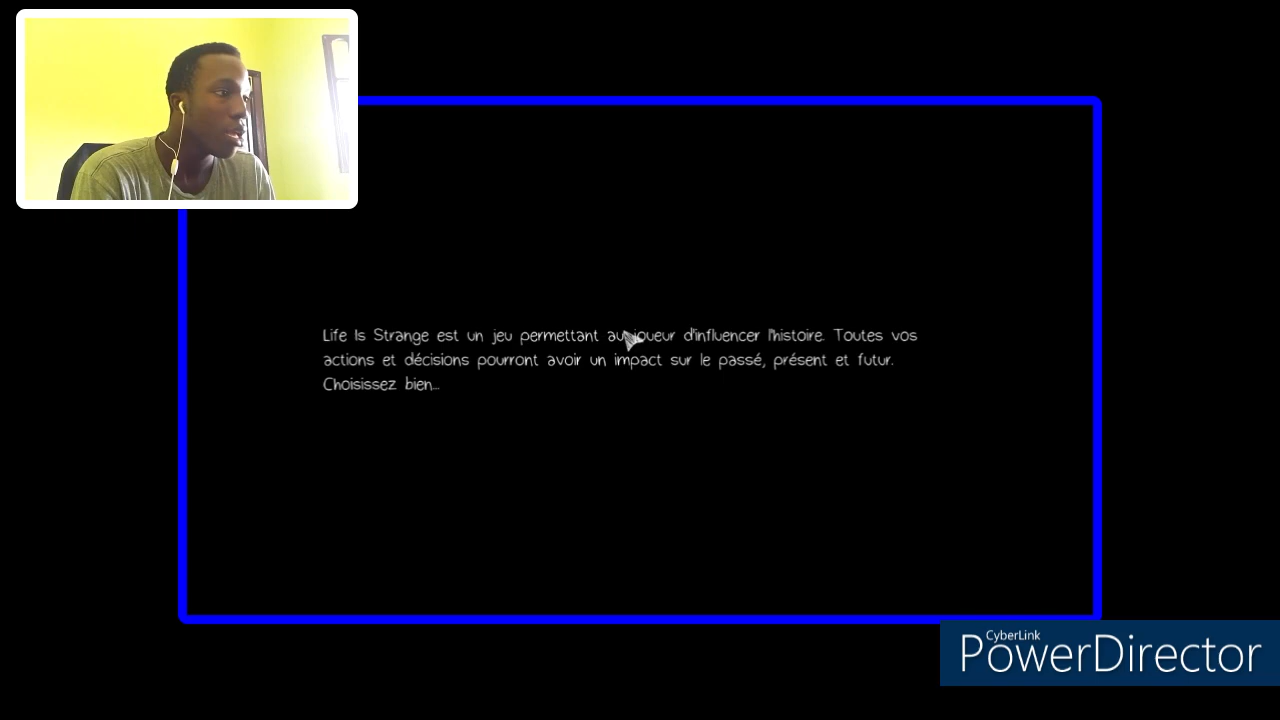 Life Is Strange est un jeu permettant au joueur d'influencer l'histoire. Toutes vos
actions et décisions pourront avoir un impact sur le passé, présent et futur.
Choisissez bien...
CyberLink
PowerDirector